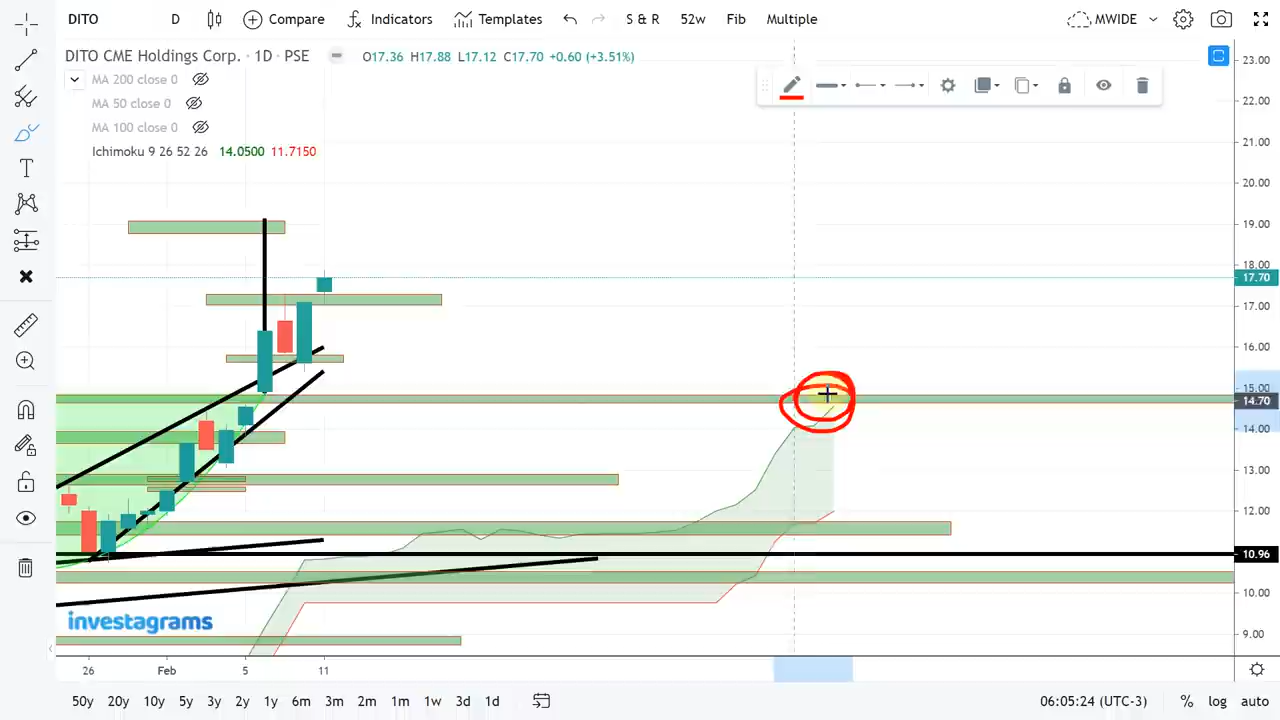 DITO D Compare Indicators Templates S & R 52w Fib Multiple MWIDE
DITO CME Holdings Corp. · 1D · PSE O17.36 H17.88 L17.12 C17.70 +0.60 (+3.51%)
MA 200 close 0
MA 50 close 0
MA 100 close 0
Ichimoku 9 26 52 26 14.0500 11.7150
23.00
22.00
21.00
20.00
19.00
18.00
17.70
17.00
16.00
15.00
14.70
14.00
13.00
12.00
10.96
10.00
9.00
investagrams
26 Feb 5 11
50y 20y 10y 5y 3y 2y 1y 6m 3m 2m 1m 1w 3d 1d 06:05:24 (UTC-3) % log auto